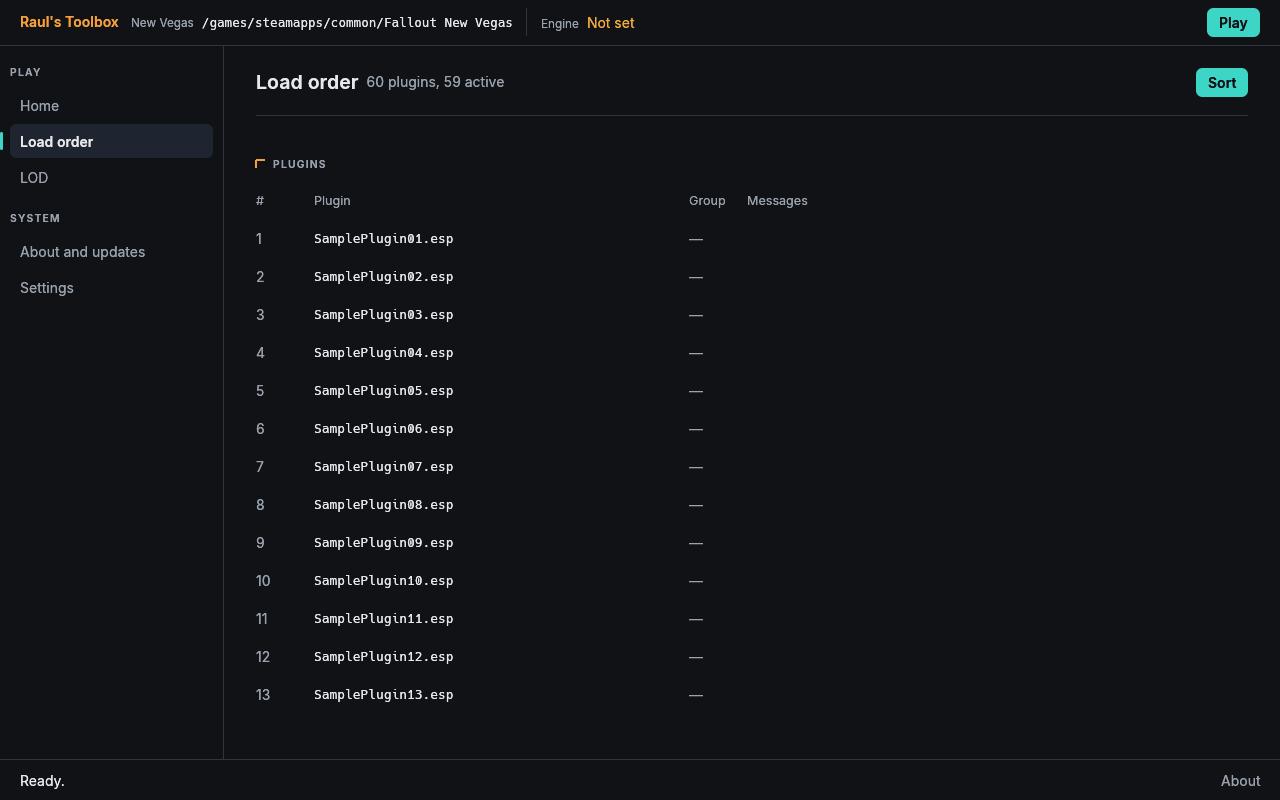 Raul's Toolbox New Vegas /games/steamapps/common/Fallout New Vegas Engine Not set Play
PLAY
Home
Load order
LOD
SYSTEM
About and updates
Settings
Load order 60 plugins, 59 active Sort
PLUGINS
# Plugin Group Messages
1 SamplePlugin01.esp —
2 SamplePlugin02.esp —
3 SamplePlugin03.esp —
4 SamplePlugin04.esp —
5 SamplePlugin05.esp —
6 SamplePlugin06.esp —
7 SamplePlugin07.esp —
8 SamplePlugin08.esp —
9 SamplePlugin09.esp —
10 SamplePlugin10.esp —
11 SamplePlugin11.esp —
12 SamplePlugin12.esp —
13 SamplePlugin13.esp —
Ready. About